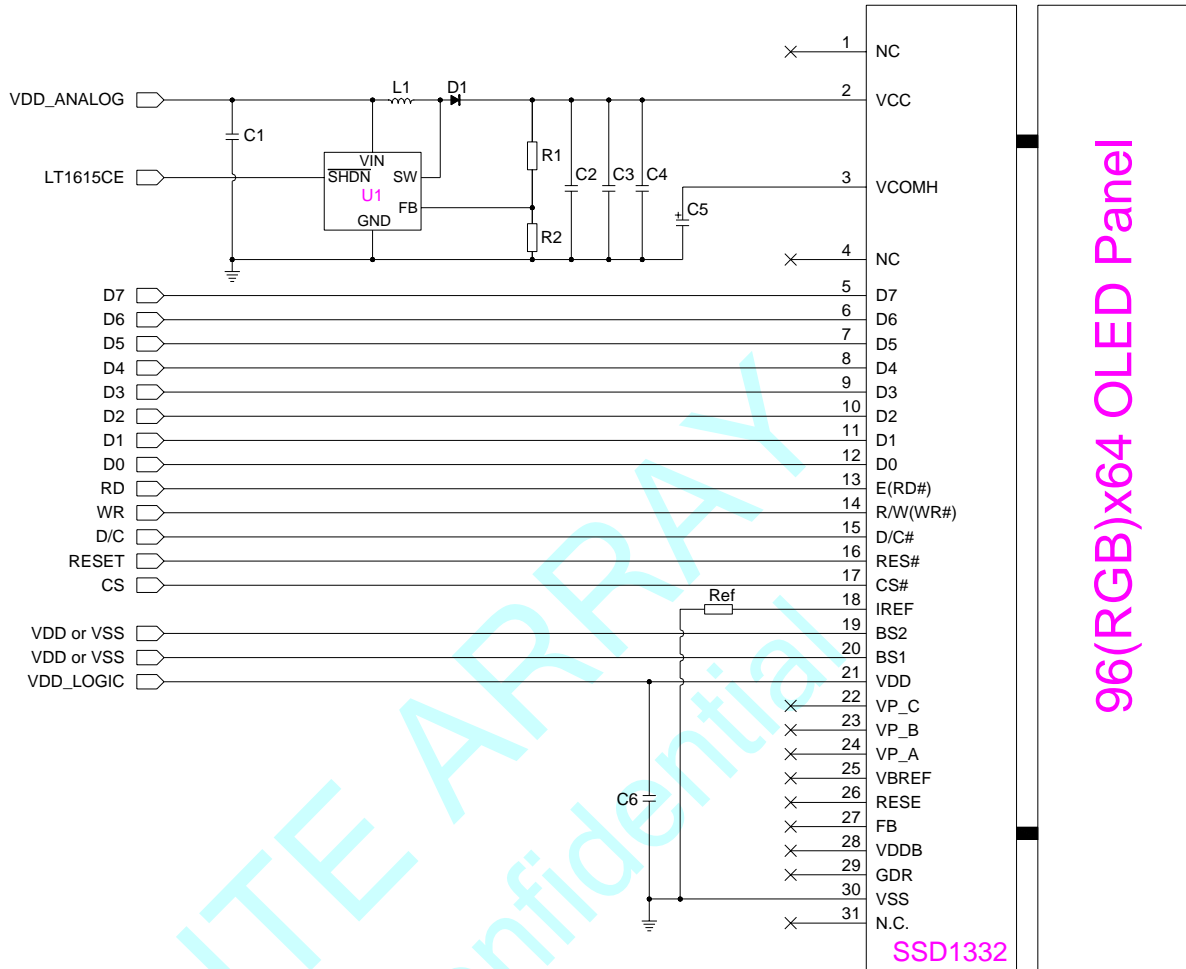 1 NC
VDD_ANALOG L1 D1 2 VCC
C1
VIN
R1
LT1615CE SHDN SW C2 C3 C4 3 VCOMH
U1
FB + C5
GND
R2
4 NC
D7 5 D7
D6 6 D6
D5 7 D5
D4 8 D4
D3 9 D3
D2 10 D2
D1 11 D1
D0 12 D0
RD 13 E(RD#)
WR 14 R/W(WR#)
D/C 15 D/C#
RESET 16 RES#
CS 17 CS#
Ref 18 IREF
VDD or VSS 19 BS2
VDD or VSS 20 BS1
VDD_LOGIC 21 VDD
22 VP_C
23 VP_B
24 VP_A
25 VBREF
C6 26 RESE
27 FB
28 VDDB
29 GDR
30 VSS
31 N.C.
SSD1332
96(RGB)x64 OLED Panel
ARRAY